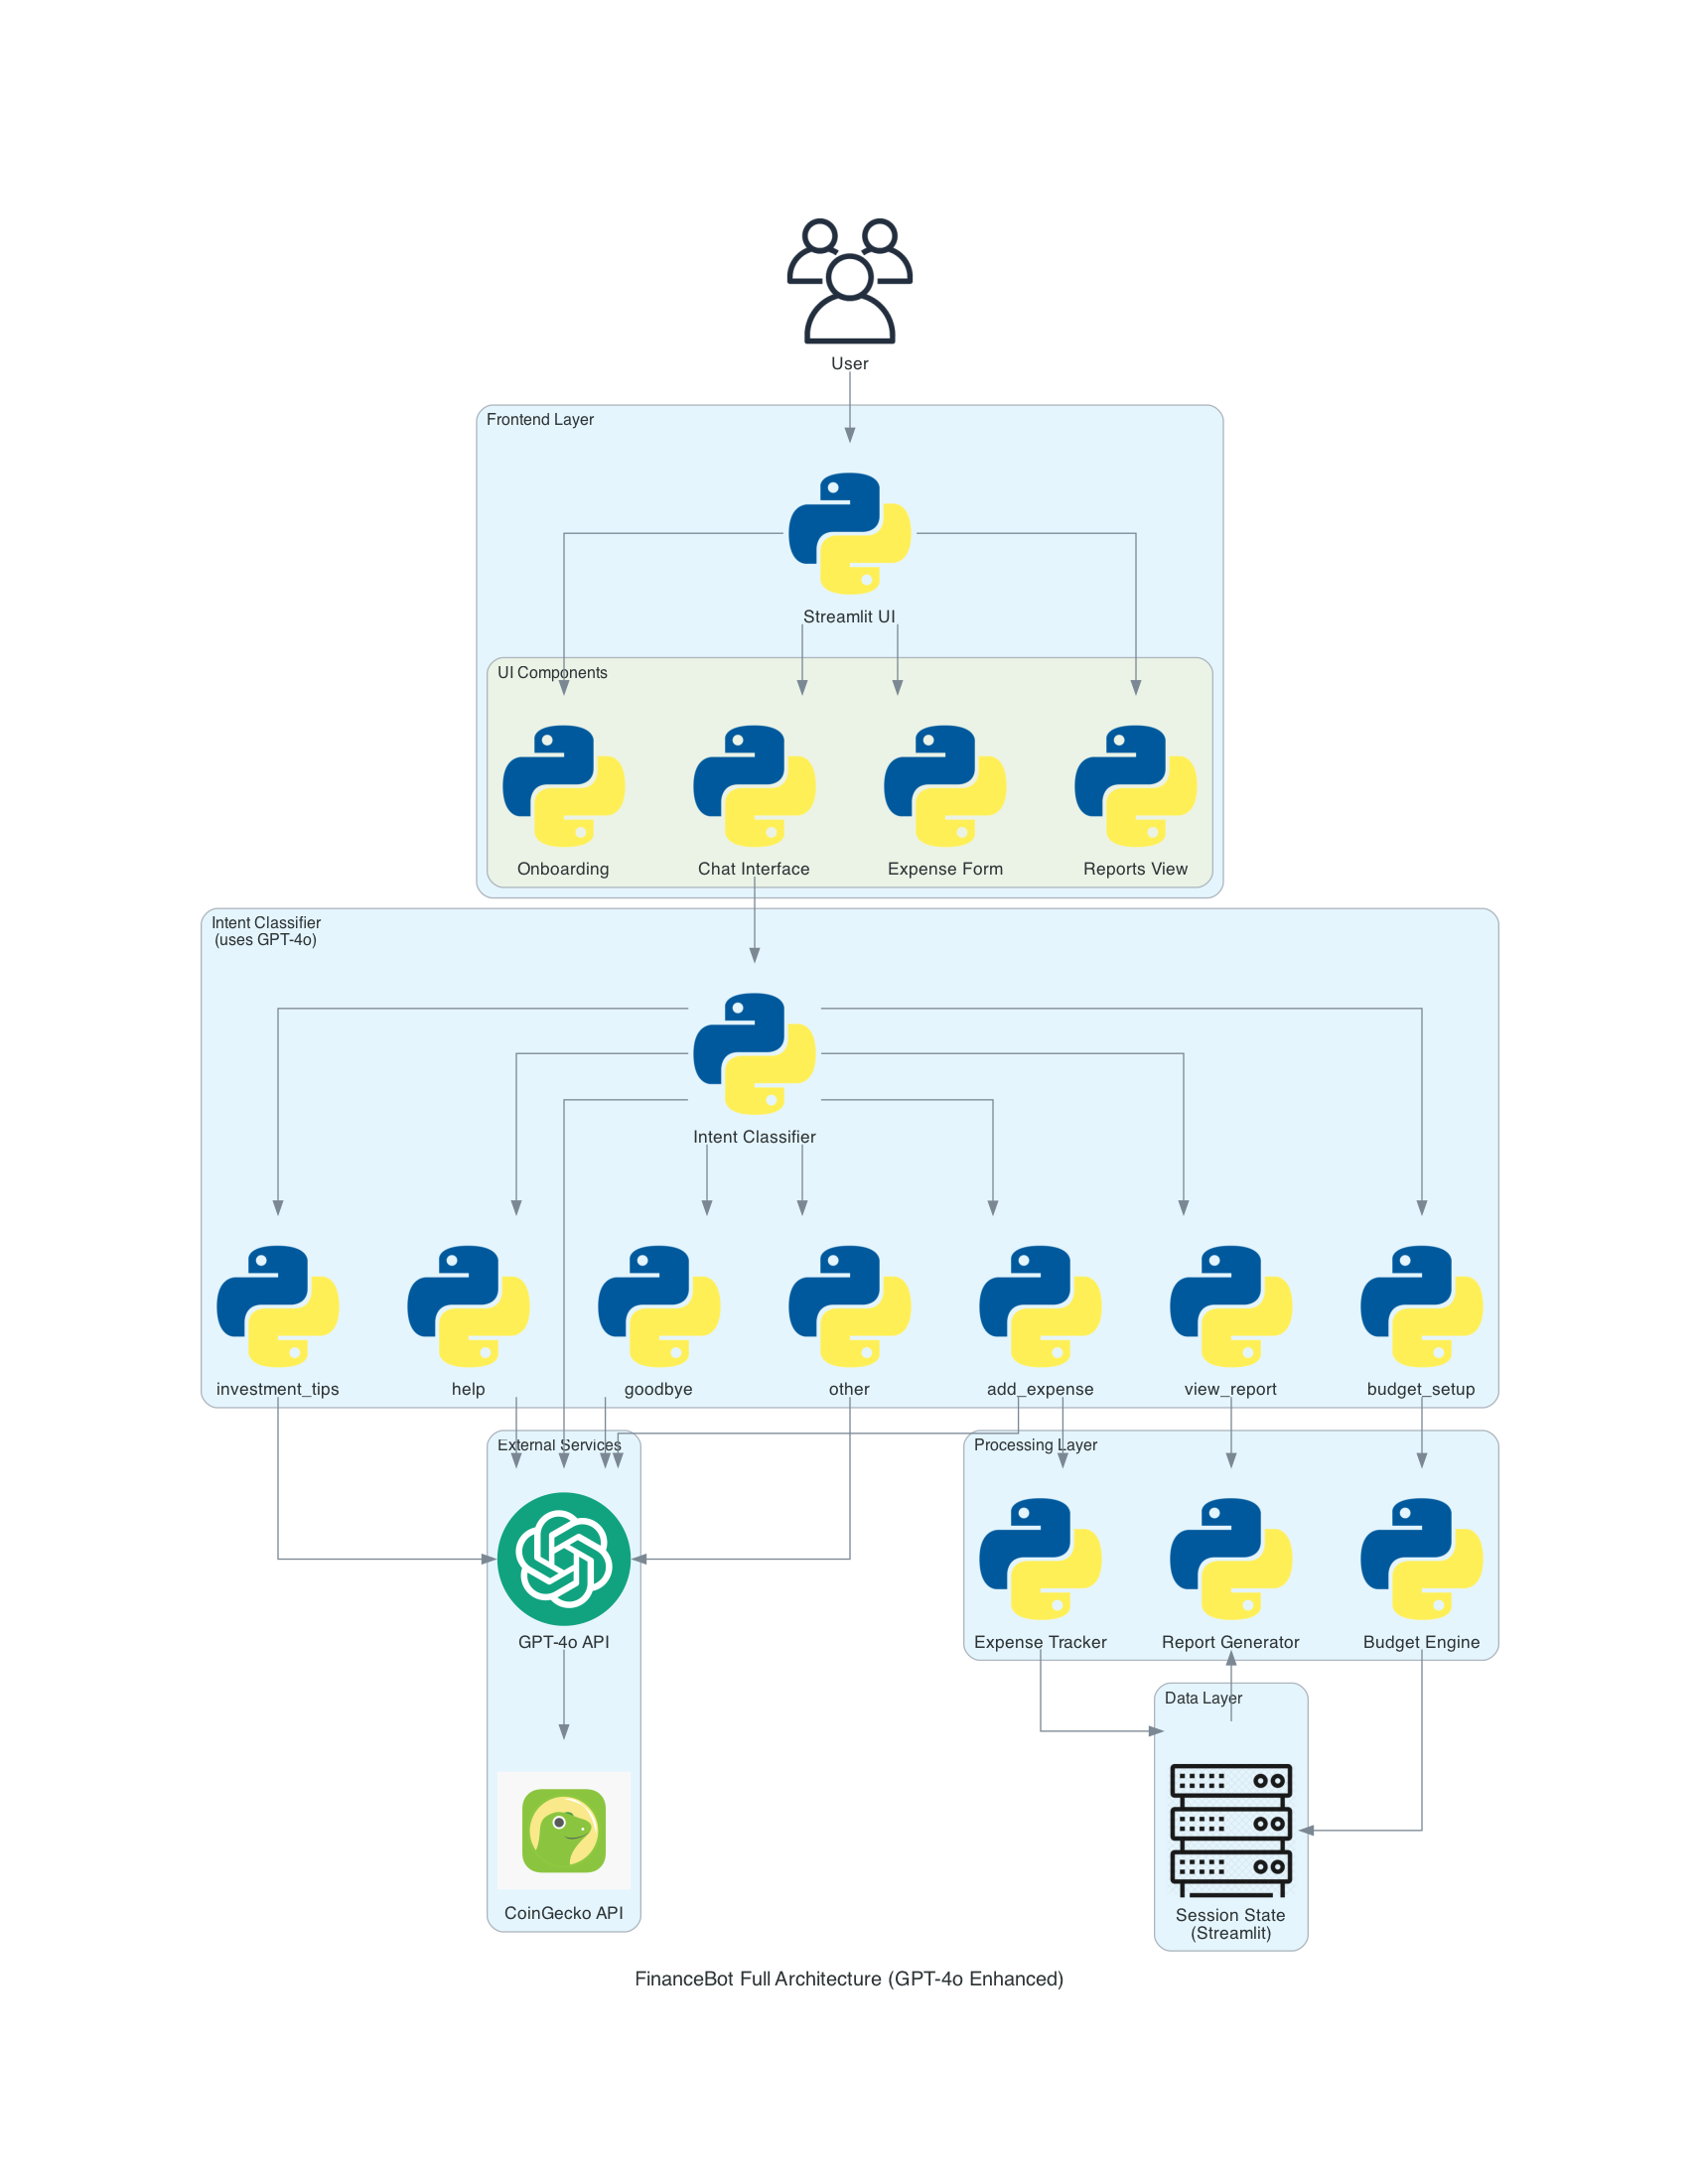 User
Frontend Layer
Streamlit UI
UI Components
Onboarding
Chat Interface
Expense Form
Reports View
Intent Classifier
(uses GPT-4o)
Intent Classifier
investment_tips
help
goodbye
other
add_expense
view_report
budget_setup
External Services
Processing Layer
GPT-4o API
Expense Tracker
Report Generator
Budget Engine
Data Layer
CoinGecko API
Session State
(Streamlit)
FinanceBot Full Architecture (GPT-4o Enhanced)